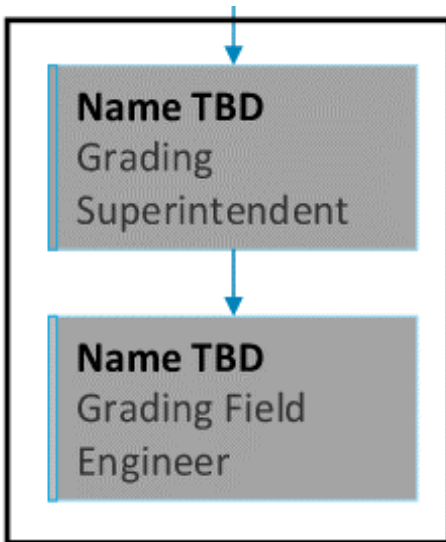 Name TBD
Grading
Superintendent
Name TBD
Grading Field
Engineer